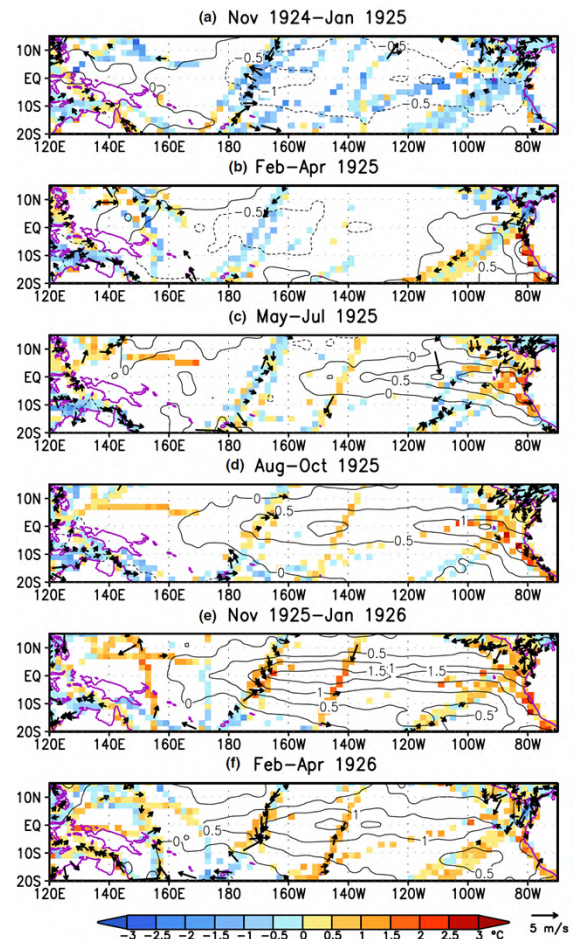 (a) Nov 1924–Jan 1925
10N
EQ
10S
20S
−0.5
−1
−0.5
0.5
0
120E 140E 160E 180 160W 140W 120W 100W 80W
(b) Feb–Apr 1925
10N
EQ
10S
20S
−0.5
0
0.5
120E 140E 160E 180 160W 140W 120W 100W 80W
(c) May–Jul 1925
10N
EQ
10S
20S
0
0
0.5
0
120E 140E 160E 180 160W 140W 120W 100W 80W
(d) Aug–Oct 1925
10N
EQ
10S
20S
0
0
0.5
1
0.5
0
120E 140E 160E 180 160W 140W 120W 100W 80W
(e) Nov 1925–Jan 1926
10N
EQ
10S
20S
0.5
1
1.5
1.5
0
1
0.5
0.5
120E 140E 160E 180 160W 140W 120W 100W 80W
(f) Feb–Apr 1926
10N
EQ
10S
20S
1
0.5
0
0
0.5
120E 140E 160E 180 160W 140W 120W 100W 80W
−3 −2.5 −2 −1.5 −1 −0.5 0 0.5 1 1.5 2 2.5 3 °C
5 m/s